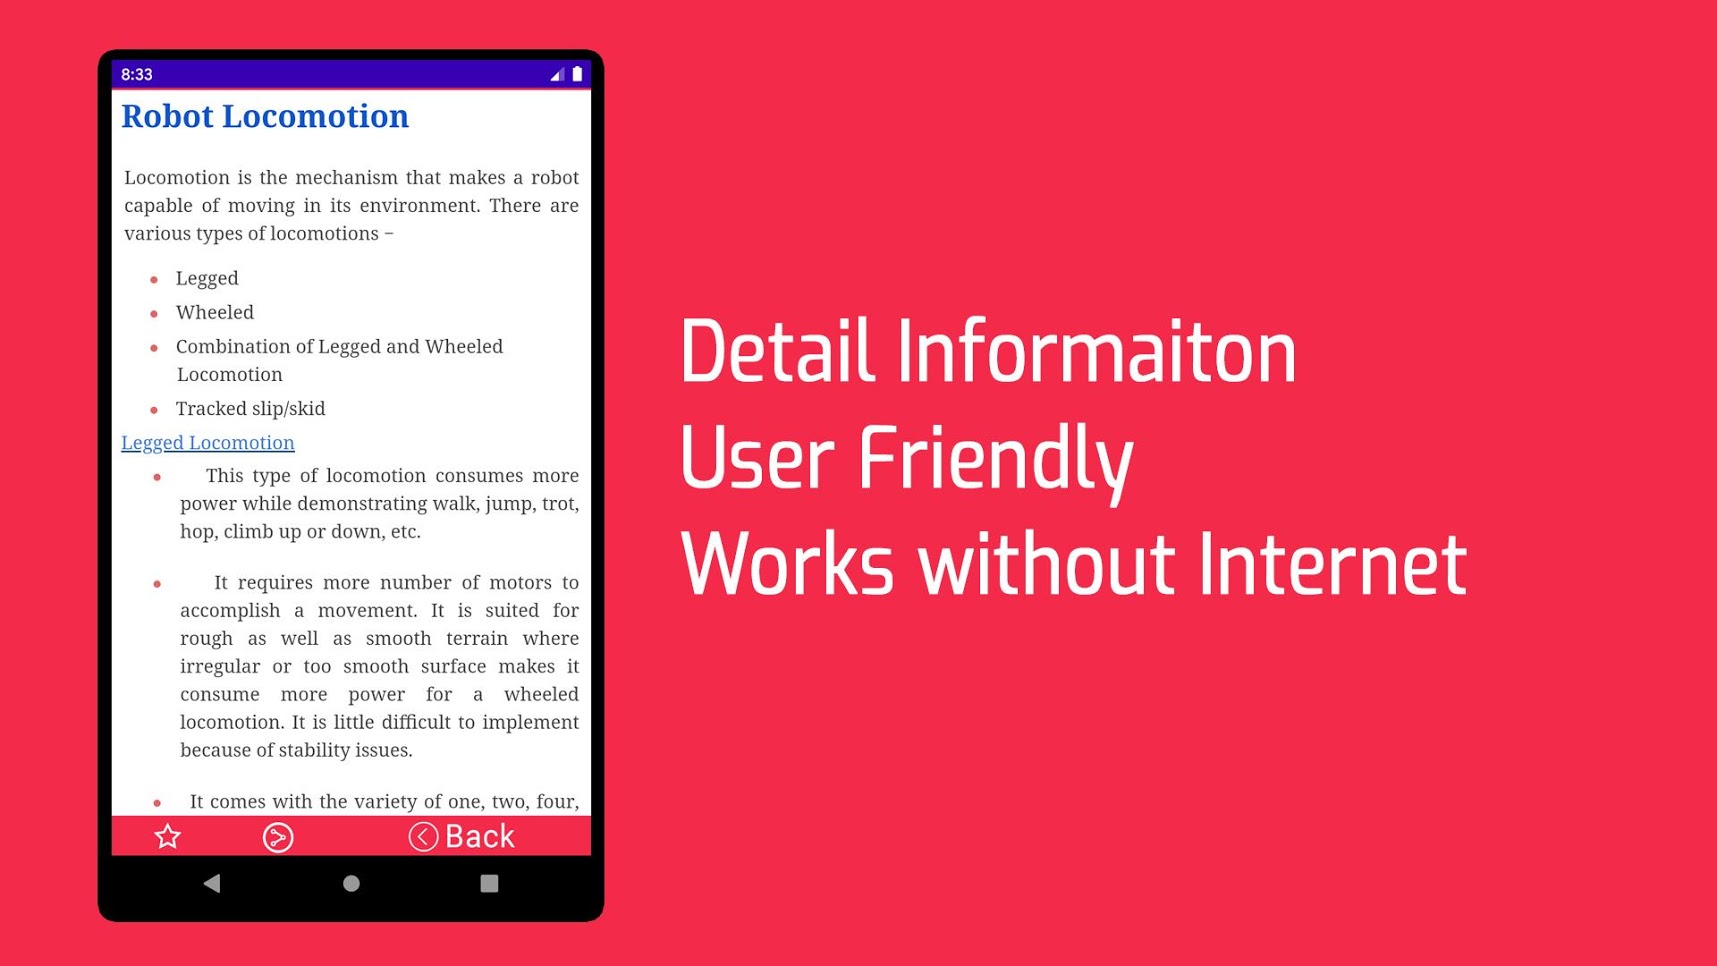 8:33
Robot Locomotion
Locomotion is the mechanism that makes a robot
capable of moving in its environment. There are
various types of locomotions –
Legged
Wheeled
Combination of Legged and Wheeled
Locomotion
Tracked slip/skid
Legged Locomotion
This type of locomotion consumes more
power while demonstrating walk, jump, trot,
hop, climb up or down, etc.
It requires more number of motors to
accomplish a movement. It is suited for
rough as well as smooth terrain where
irregular or too smooth surface makes it
consume more power for a wheeled
locomotion. It is little difficult to implement
because of stability issues.
It comes with the variety of one, two, four,
Back
Detail Informaiton
User Friendly
Works without Internet